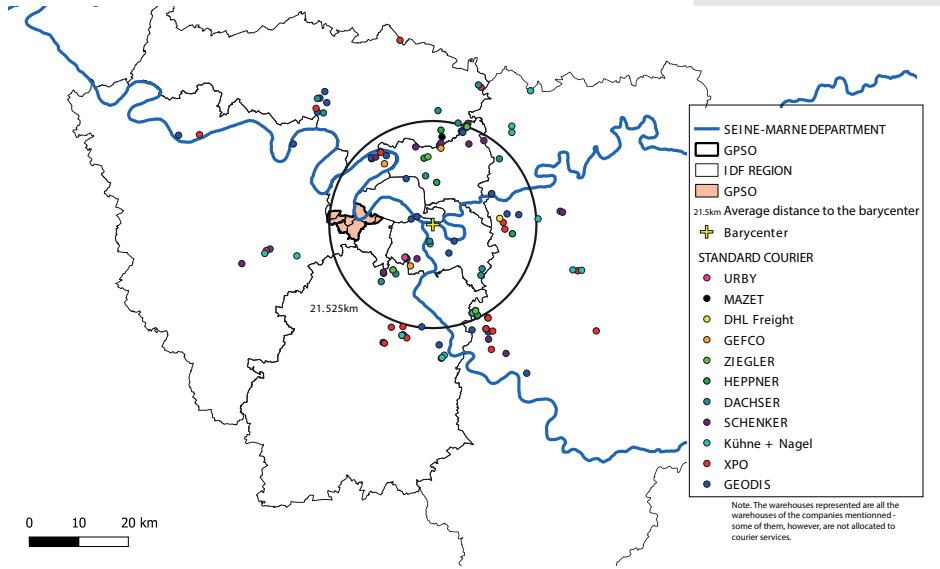 SEINE-MARNE DEPARTMENT
GPSO
IDF REGION
GPSO
21.5km Average distance to the barycenter
Barycenter
STANDARD COURIER
URBY
MAZET
DHL Freight
GEFCO
ZIEGLER
HEPPNER
DACHSER
SCHENKER
Kühne + Nagel
XPO
GEODIS
21.525km
0 10 20 km
Note. The warehouses represented are all the
warehouses of the companies mentionned -
some of them, however, are not allocated to
courier services.